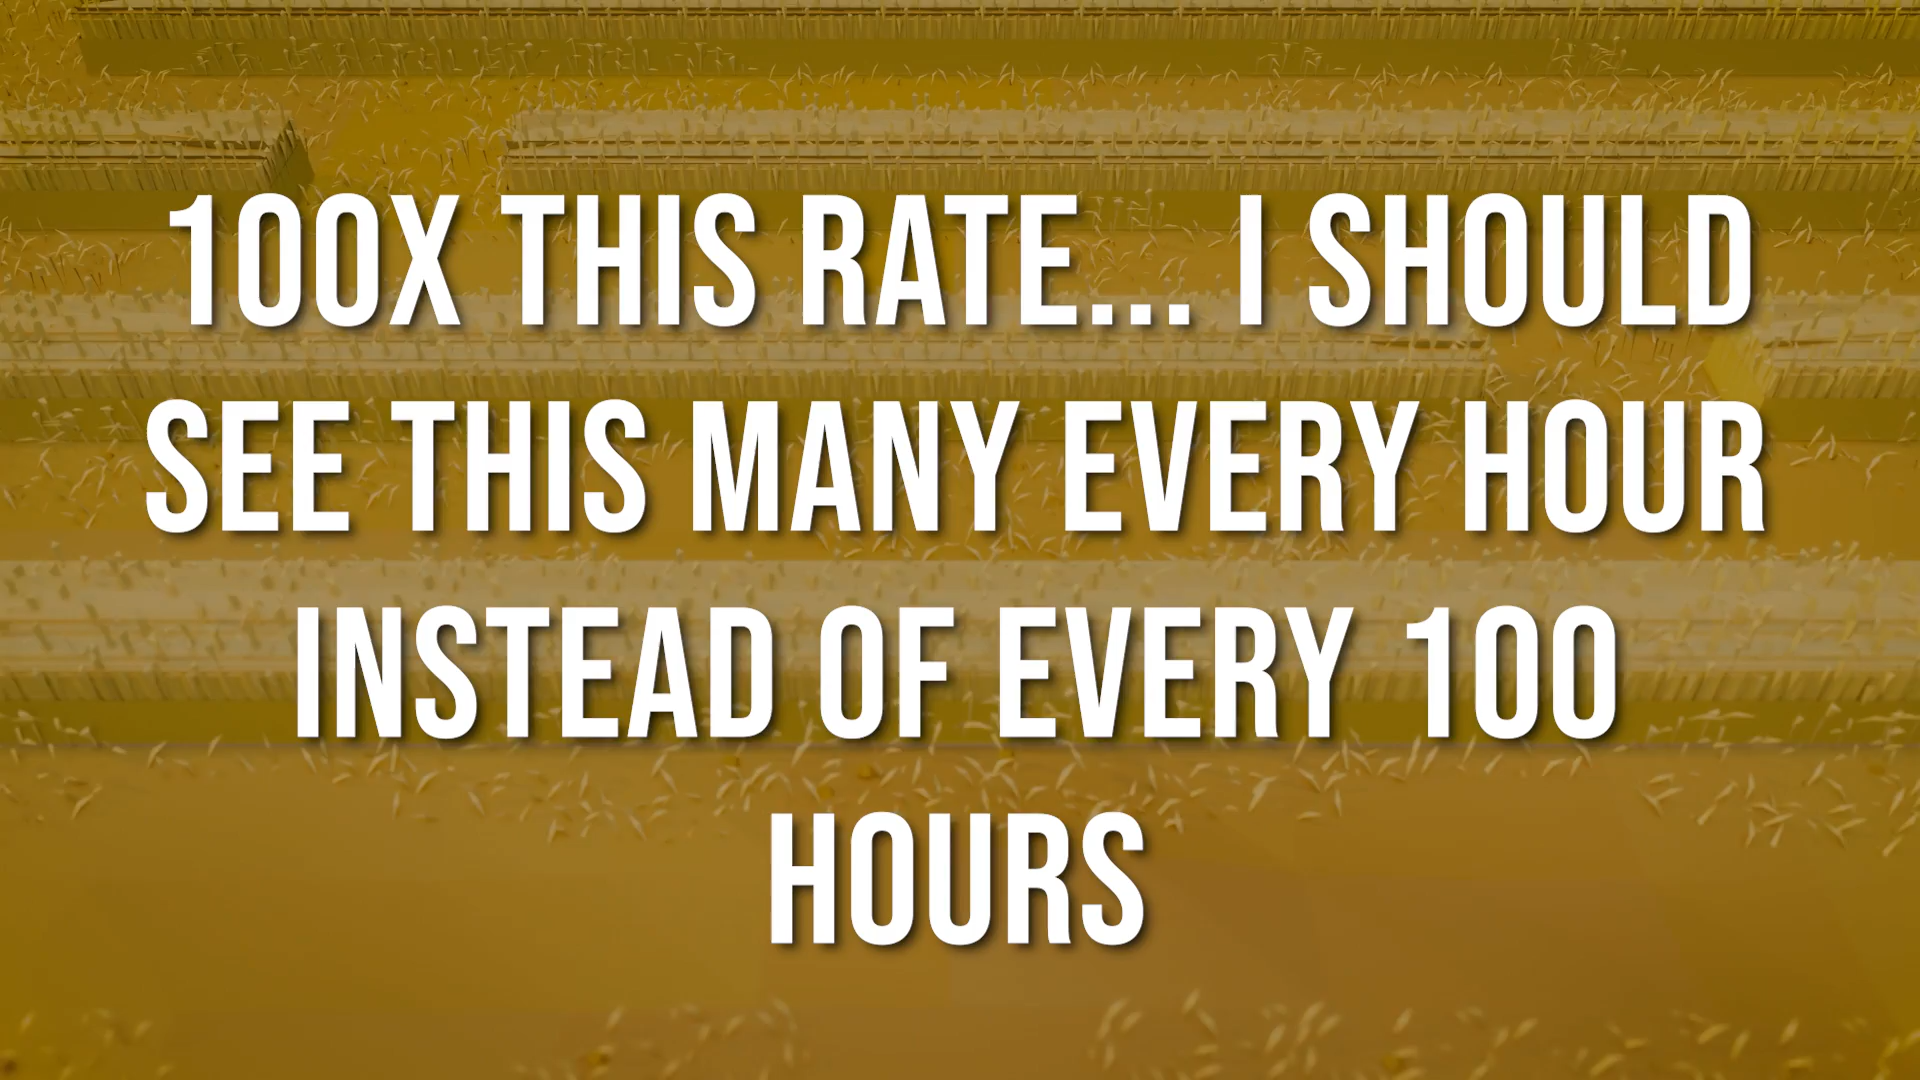 100X THIS RATE... I SHOULD
SEE THIS MANY EVERY HOUR
INSTEAD OF EVERY 100
HOURS